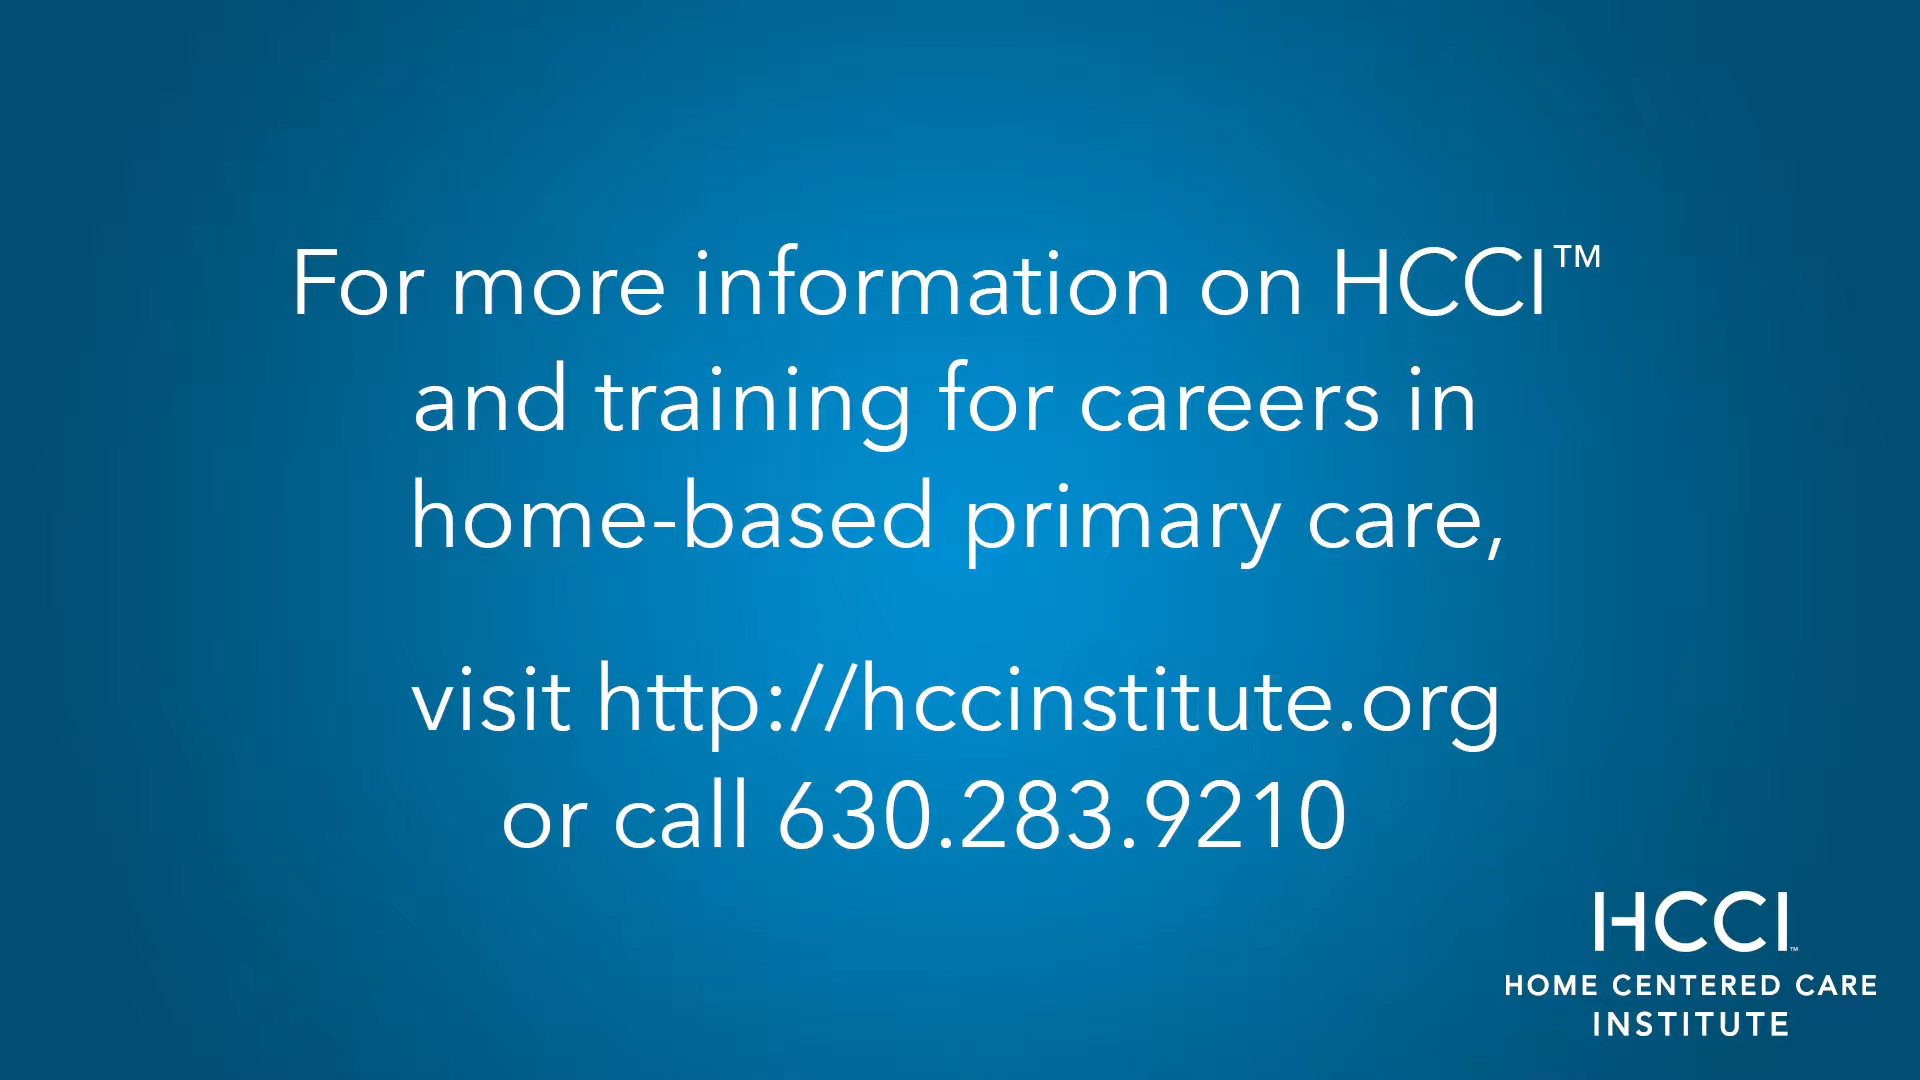 For more information on HCCI™
and training for careers in
home-based primary care,
visit http://hccinstitute.org
or call 630.283.9210
HCCI™
HOME CENTERED CARE
INSTITUTE